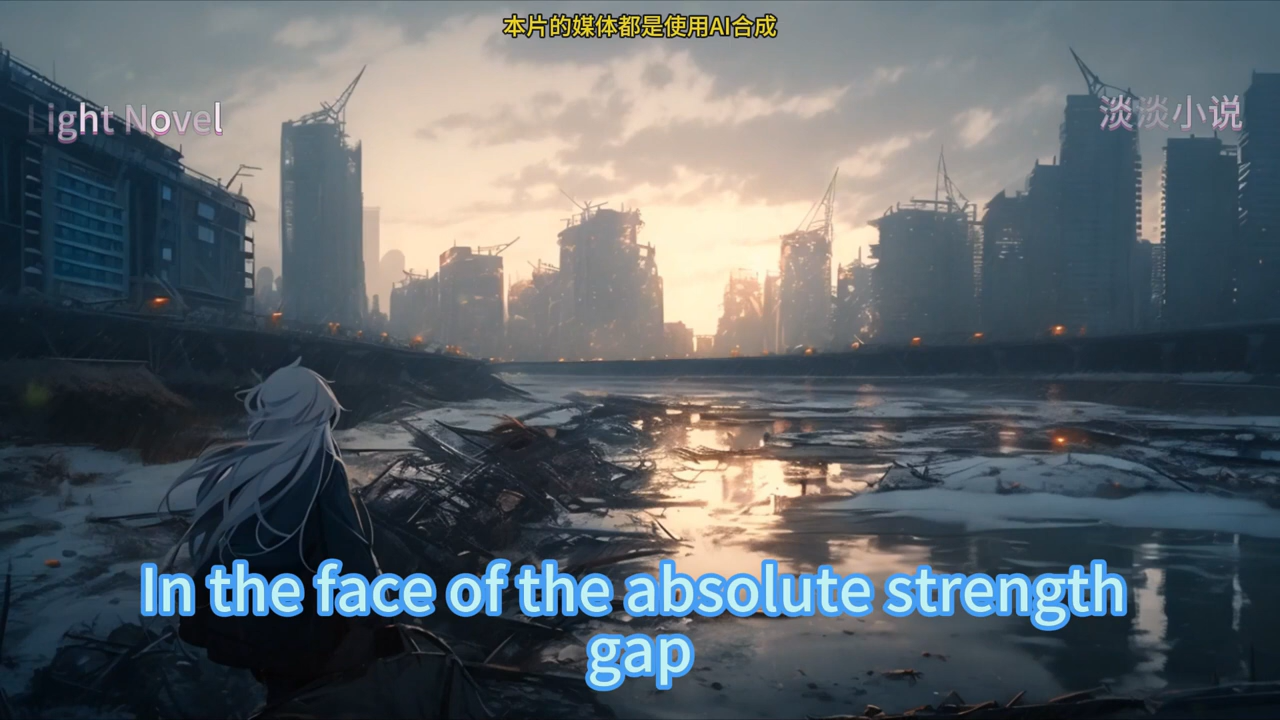 本片的媒体都是使用AI合成
Light Novel
淡淡小说
In the face of the absolute strength
gap